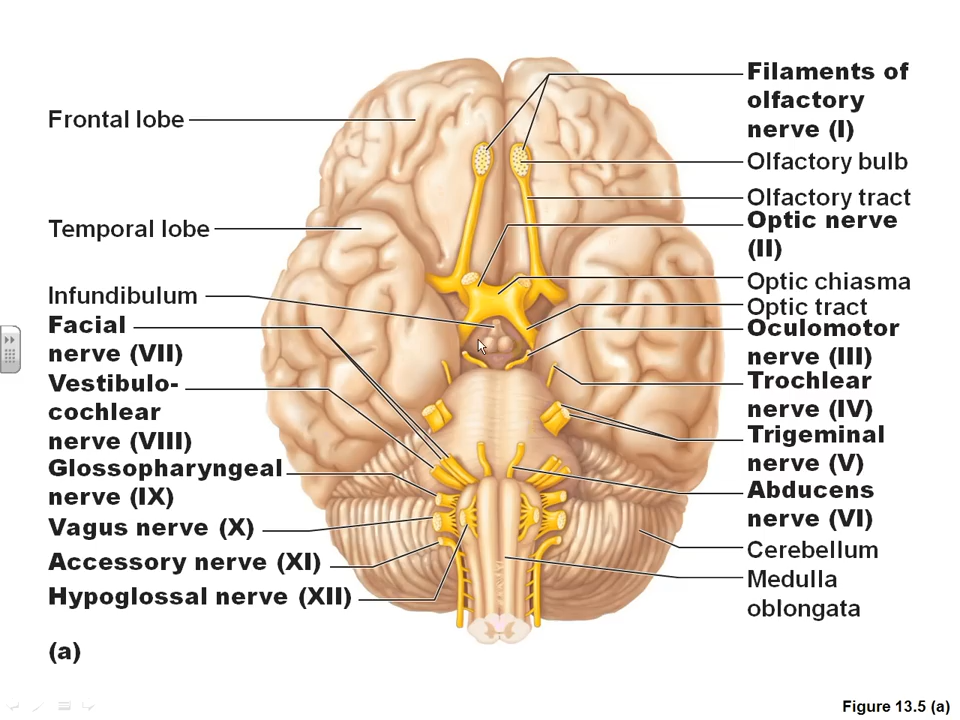 Frontal lobe
Temporal lobe
Infundibulum
Facial
nerve (VII)
Vestibulo-
cochlear
nerve (VIII)
Glossopharyngeal
nerve (IX)
Vagus nerve (X)
Accessory nerve (XI)
Hypoglossal nerve (XII)
(a)
Filaments of
olfactory
nerve (I)
Olfactory bulb
Olfactory tract
Optic nerve
(II)
Optic chiasma
Optic tract
Oculomotor
nerve (III)
Trochlear
nerve (IV)
Trigeminal
nerve (V)
Abducens
nerve (VI)
Cerebellum
Medulla
oblongata
Figure 13.5 (a)